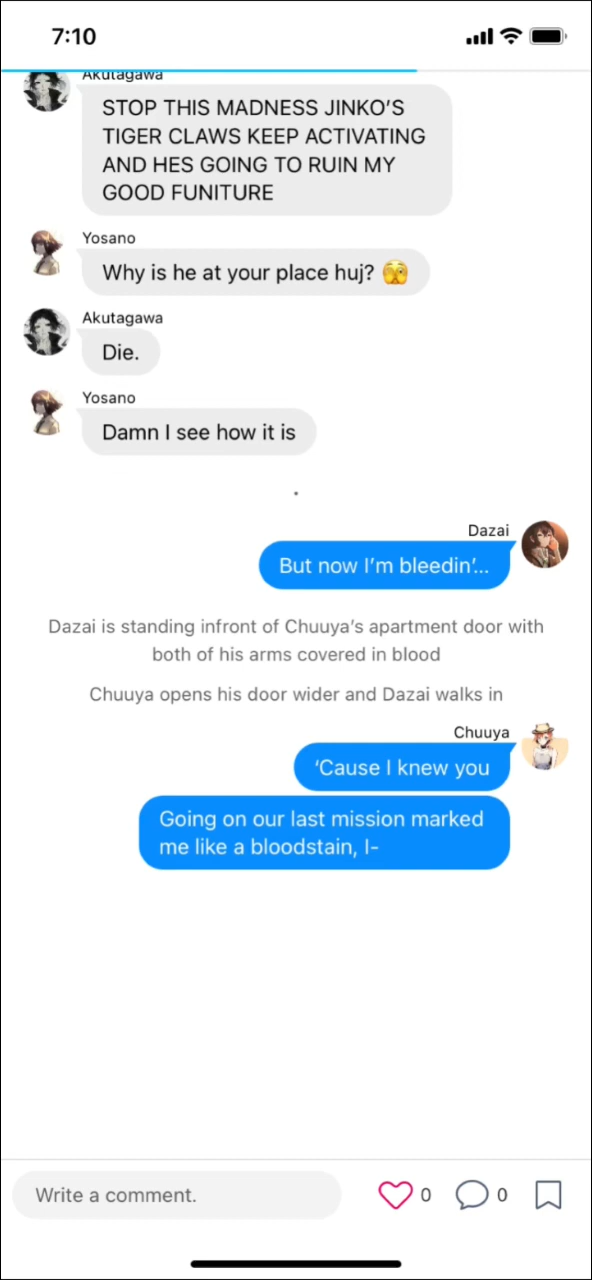 7:10
Akutagawa
STOP THIS MADNESS JINKO’S
TIGER CLAWS KEEP ACTIVATING
AND HES GOING TO RUIN MY
GOOD FUNITURE
Yosano
Why is he at your place huj? 🫣
Akutagawa
Die.
Yosano
Damn I see how it is
.
Dazai
But now I’m bleedin’...
Dazai is standing infront of Chuuya’s apartment door with
both of his arms covered in blood
Chuuya opens his door wider and Dazai walks in
Chuuya
‘Cause I knew you
Going on our last mission marked
me like a bloodstain, I-
Write a comment.
0
0